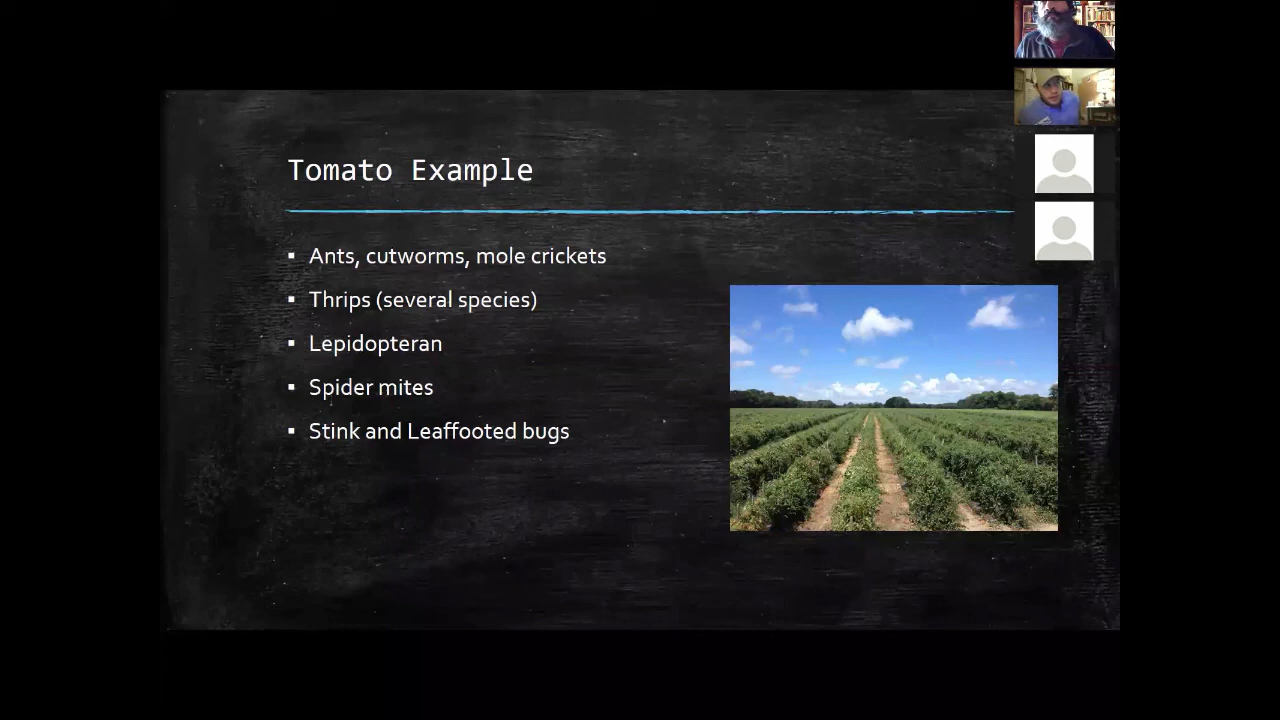 Tomato Example
Ants, cutworms, mole crickets
Thrips (several species)
Lepidopteran
Spider mites
Stink and Leaffooted bugs